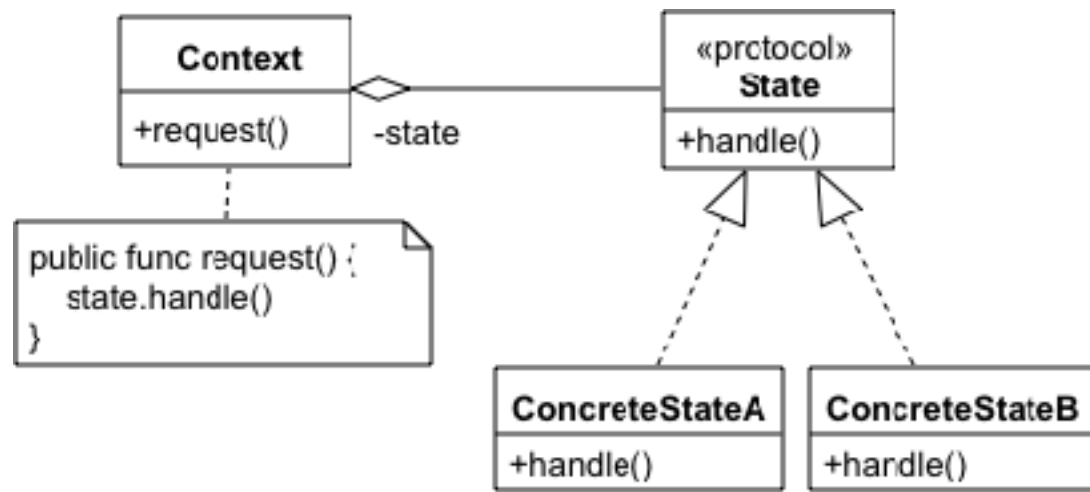 Context
+request()
-state
«protocol»
State
+handle()
public func request() {
state.handle()
}
ConcreteStateA
+handle()
ConcreteStateB
+handle()